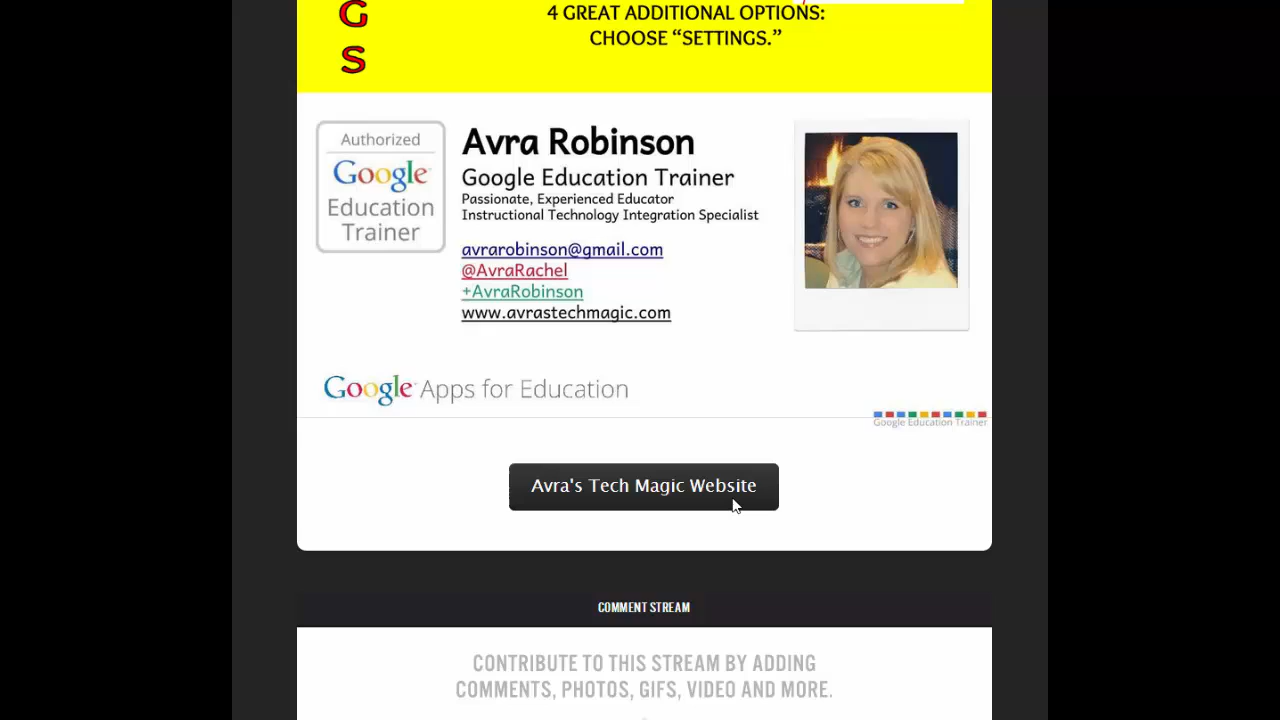 G
S
4 GREAT ADDITIONAL OPTIONS:
CHOOSE “SETTINGS.”
Authorized
Google
Education
Trainer
Avra Robinson
Google Education Trainer
Passionate, Experienced Educator
Instructional Technology Integration Specialist
avrarobinson@gmail.com
@AvraRachel
+AvraRobinson
www.avrastechmagic.com
Google Apps for Education
Google Education Trainer
Avra's Tech Magic Website
COMMENT STREAM
CONTRIBUTE TO THIS STREAM BY ADDING
COMMENTS, PHOTOS, GIFS, VIDEO AND MORE.